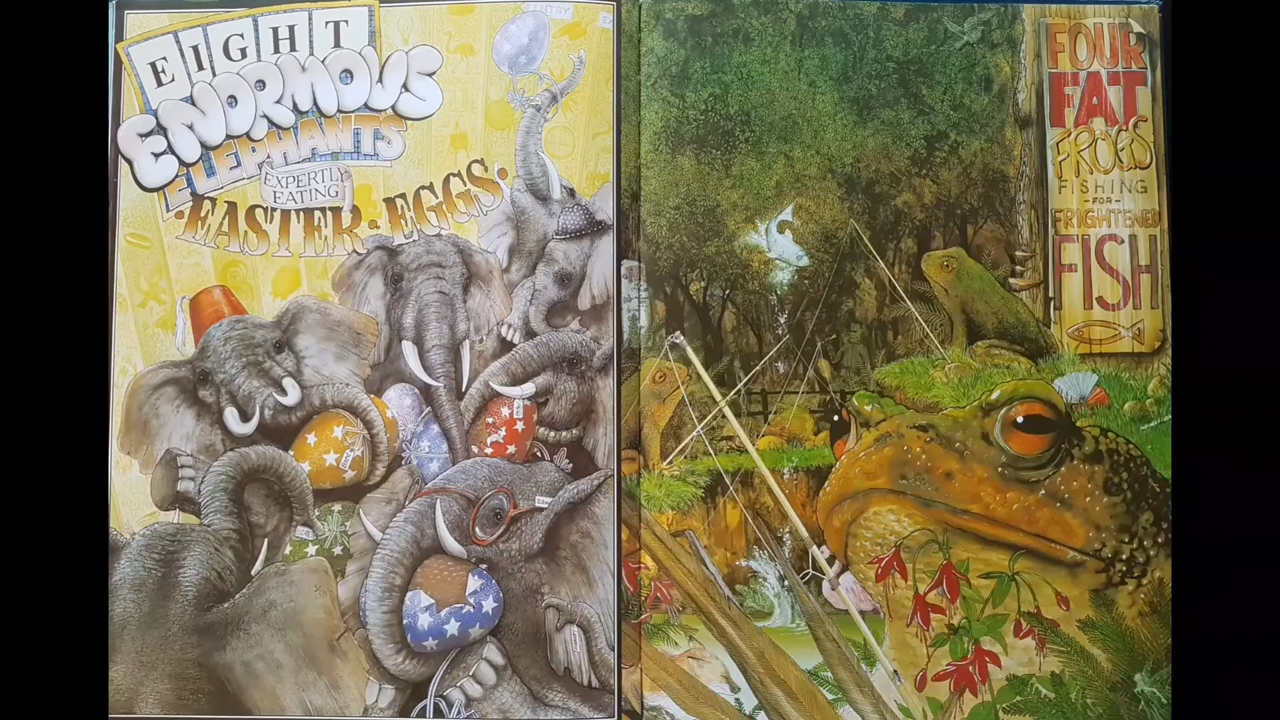 EIGHT
ENORMOUS
ELEPHANTS
EXPERTLY
EATING
·EASTER·EGGS·
FOUR
FAT
FROGS
FISHING
-FOR-
FRIGHTENED
FISH